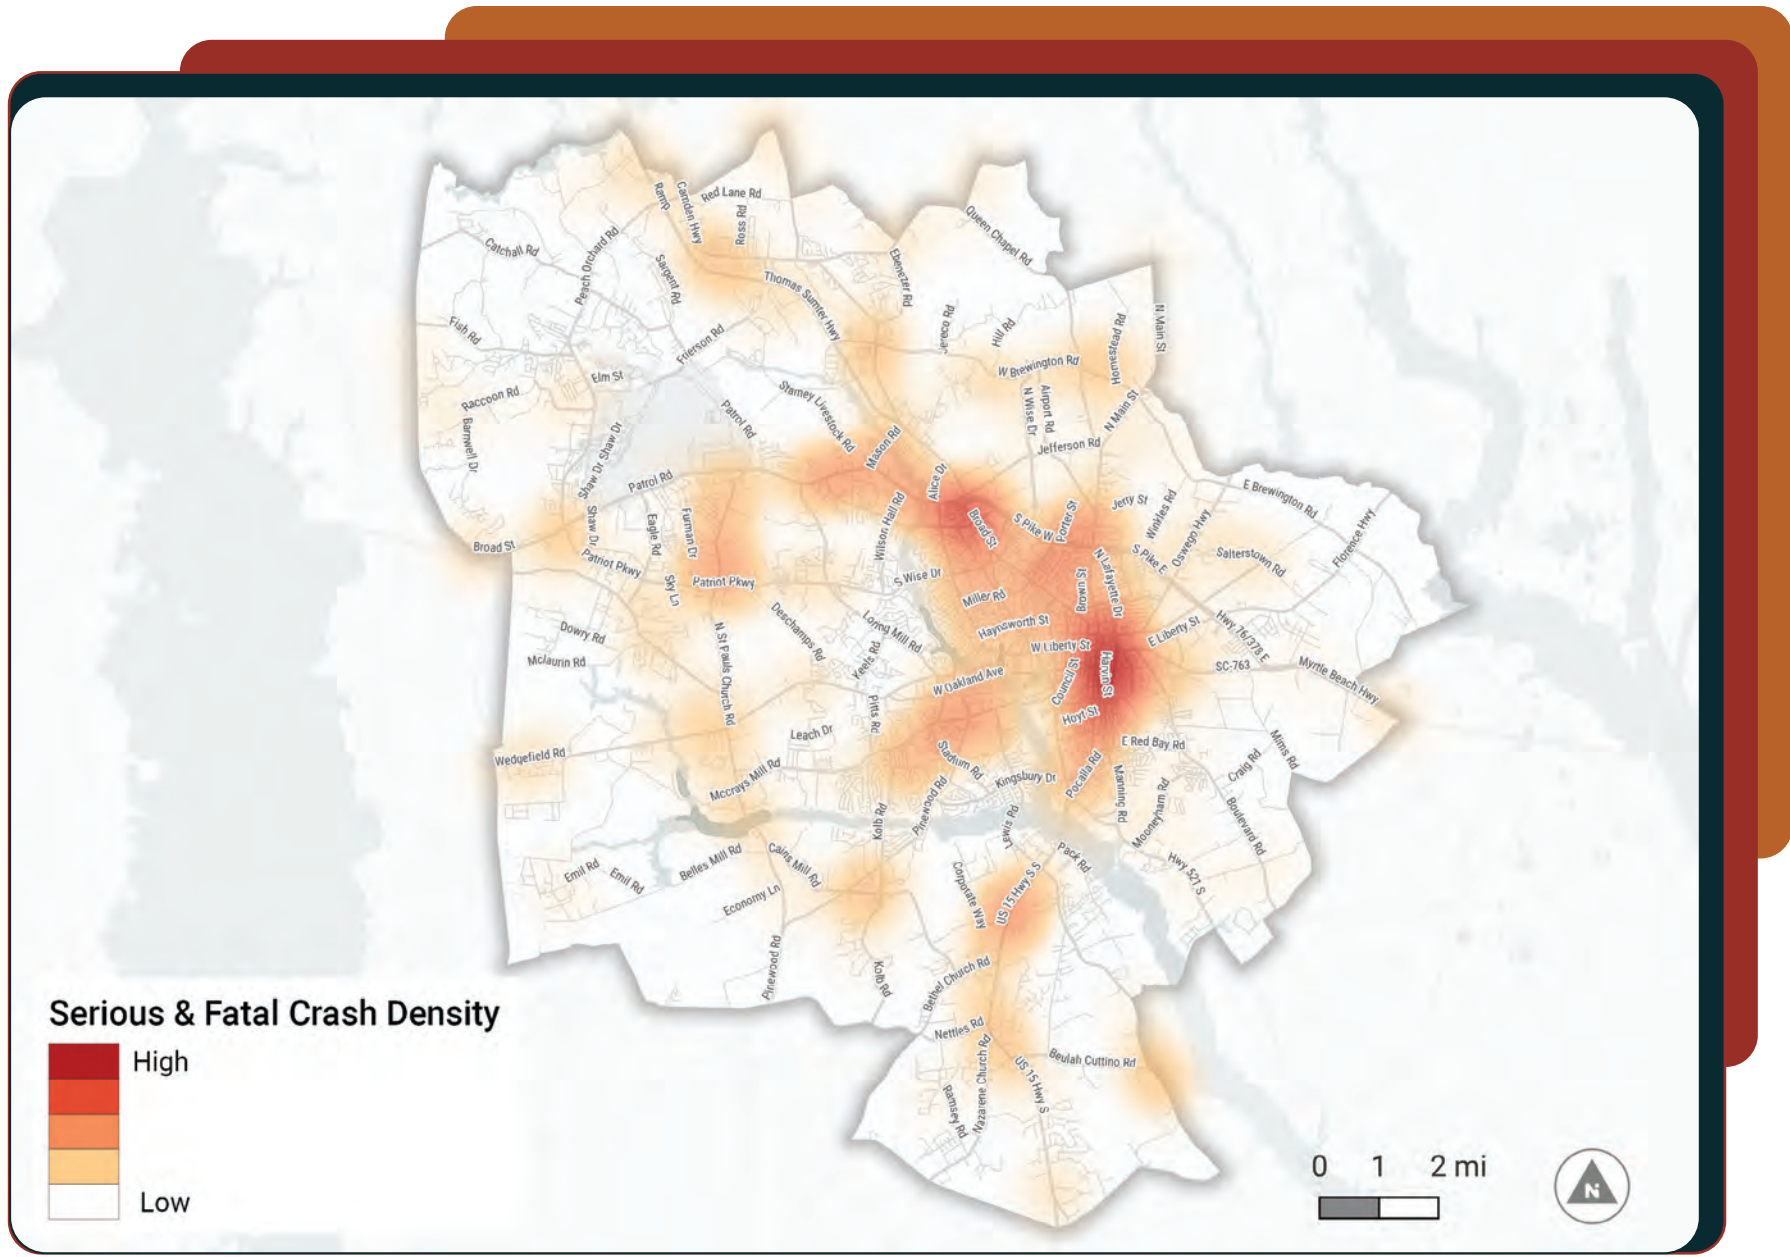 Ramp
Camden Hwy
Red Lane Rd
Ross Rd
Queen Chapel Rd
Catchall Rd
Peach Orchard Rd
Sargent Rd
Thomas Sumter Hwy
Ebenezer Rd
N Main St
Jereco Rd
Hill Rd
Homestead Rd
Fish Rd
Frierson Rd
W Brewington Rd
Elm St
Raccoon Rd
Stamey Livestock Rd
N Wise Dr
Airport Rd
N Main St
Barnwell Dr
Patrol Rd
Mason Rd
Jefferson Rd
Shaw Dr
Shaw Dr
Patrol Rd
Alice Dr
E Brewington Rd
Jerry St
Winkles Rd
Shaw Dr
Eagle Rd
Furman Dr
Wilson Hall Rd
Broad St
S Pike W
Porter St
Oswego Hwy
Florence Hwy
Broad St
Patriot Pkwy
S Pike E
Salterstown Rd
Sky Ln
Patriot Pkwy
S Wise Dr
Brown St
N Lafayette Dr
Miller Rd
Deschamps Rd
Loring Mill Rd
Haynsworth St
E Liberty St
Hwy 76/378 E
Dowry Rd
Mclaurin Rd
N St Pauls Church Rd
Keels Rd
W Liberty St
Harvin St
SC-763
Myrtle Beach Hwy
W Oakland Ave
Council St
Pitts Rd
Hoyt St
Leach Dr
E Red Bay Rd
Wedgefield Rd
Stadium Rd
Mims Rd
Craig Rd
Mccrays Mill Rd
Kingsbury Dr
Pocalla Rd
Manning Rd
Pinewood Rd
Mooneyham Rd
Kolb Rd
Lewis Rd
Boulevard Rd
Belles Mill Rd
Cains Mill Rd
Pack Rd
Emil Rd
Emil Rd
Hwy 521 S
Economy Ln
Corporate Way
US 15 Hwy S S
Pinewood Rd
Kolb Rd
Bethel Church Rd
Nettles Rd
Beulah Cuttino Rd
Nazarene Church Rd
US 15 Hwy S
Ramsey Rd
Serious & Fatal Crash Density
High
Low
0 1 2 mi
N